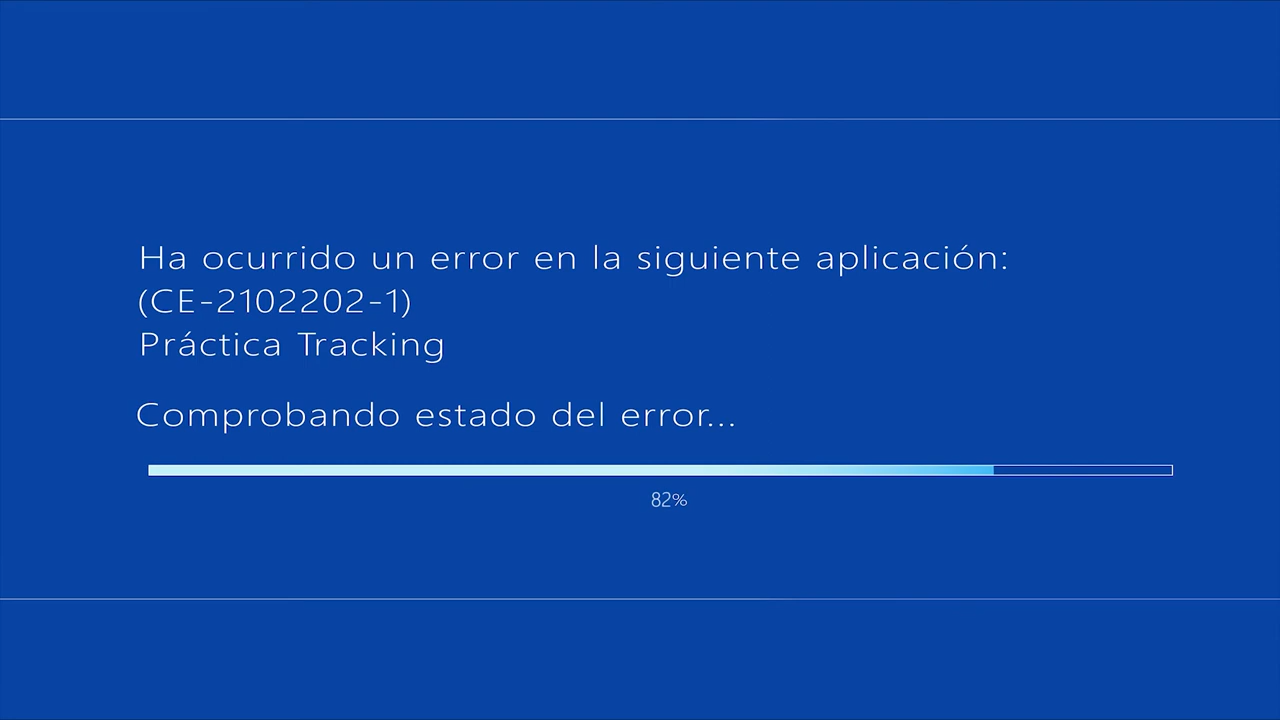 Ha ocurrido un error en la siguiente aplicación:
(CE-2102202-1)
Práctica Tracking
Comprobando estado del error...
82%